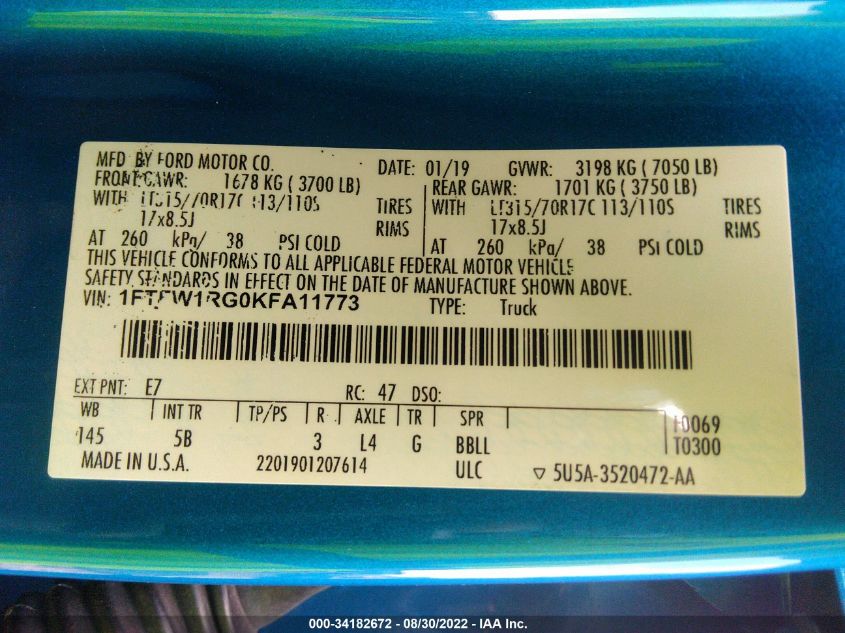 MFD BY FORD MOTOR CO. DATE: 01/19 GVWR: 3198 KG ( 7050 LB)
FRONT GAWR: 1678 KG ( 3700 LB) REAR GAWR: 1701 KG ( 3750 LB)
WITH LT315/70R17C 113/110S TIRES WITH LT315/70R17C 113/110S TIRES
17x8.5J RIMS 17x8.5J RIMS
AT 260 kPa/ 38 PSI COLD AT 260 kPa/ 38 PSI COLD
THIS VEHICLE CONFORMS TO ALL APPLICABLE FEDERAL MOTOR VEHICLE
SAFETY STANDARDS IN EFFECT ON THE DATE OF MANUFACTURE SHOWN ABOVE.
VIN: 1FTFW1RG0KFA11773 TYPE: Truck
EXT PNT: E7 RC: 47 DSO:
WB INT TR TP/PS R AXLE TR SPR F0069
145 5B 3 L4 G BBLL T0300
MADE IN U.S.A. 2201901207614 ULC ▽ 5U5A-3520472-AA
000-34182672 - 08/30/2022 - IAA Inc.